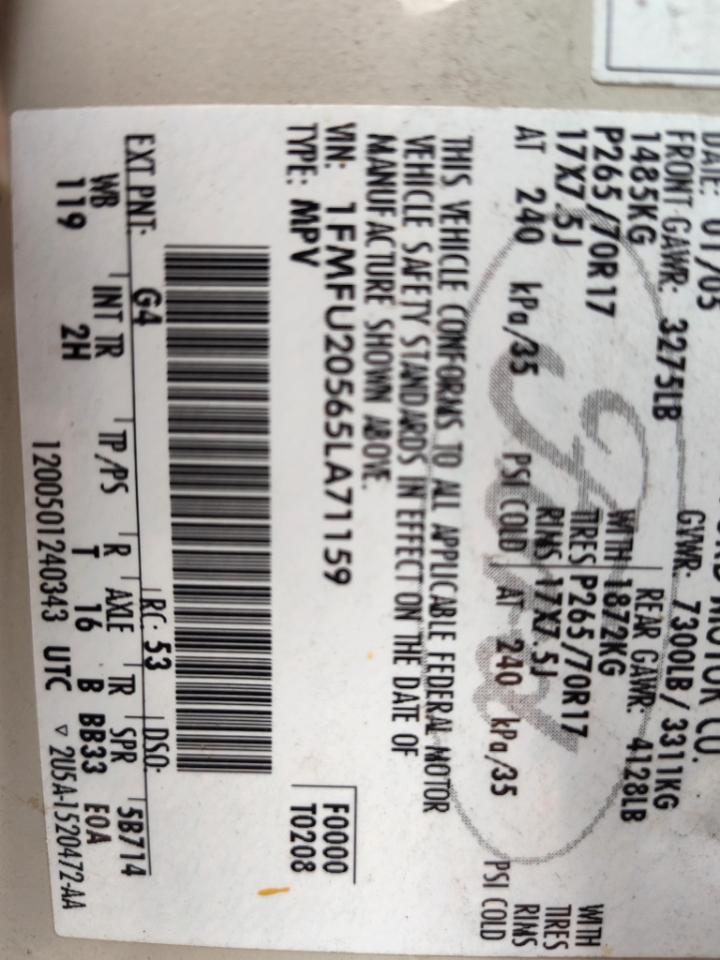 MOTOR CO.
DATE: 01/05 GVWR: 7300LB / 3311KG
FRONT GAWR: 3275LB REAR GAWR: 4128LB
1485KG WITH 1872KG WITH
P265/70R17 TIRES P265/70R17 TIRES
17X7.5J RIMS 17X7.5J RIMS
AT 240 kPa/35 PSI COLD AT 240 kPa/35 PSI COLD
THIS VEHICLE CONFORMS TO ALL APPLICABLE FEDERAL MOTOR
VEHICLE SAFETY STANDARDS IN EFFECT ON THE DATE OF
MANUFACTURE SHOWN ABOVE.
VIN: 1FMFU20565LA71159 F0000
TYPE: MPV T0208
EXT PNT: G4 RC: 53 DSO: 5B714
WB INT TR TP/PS R AXLE TR SPR
119 2H T 16 B BB33 E0A
1200501240343 UTC ▽ 2U5A-1520472-AA
Ford